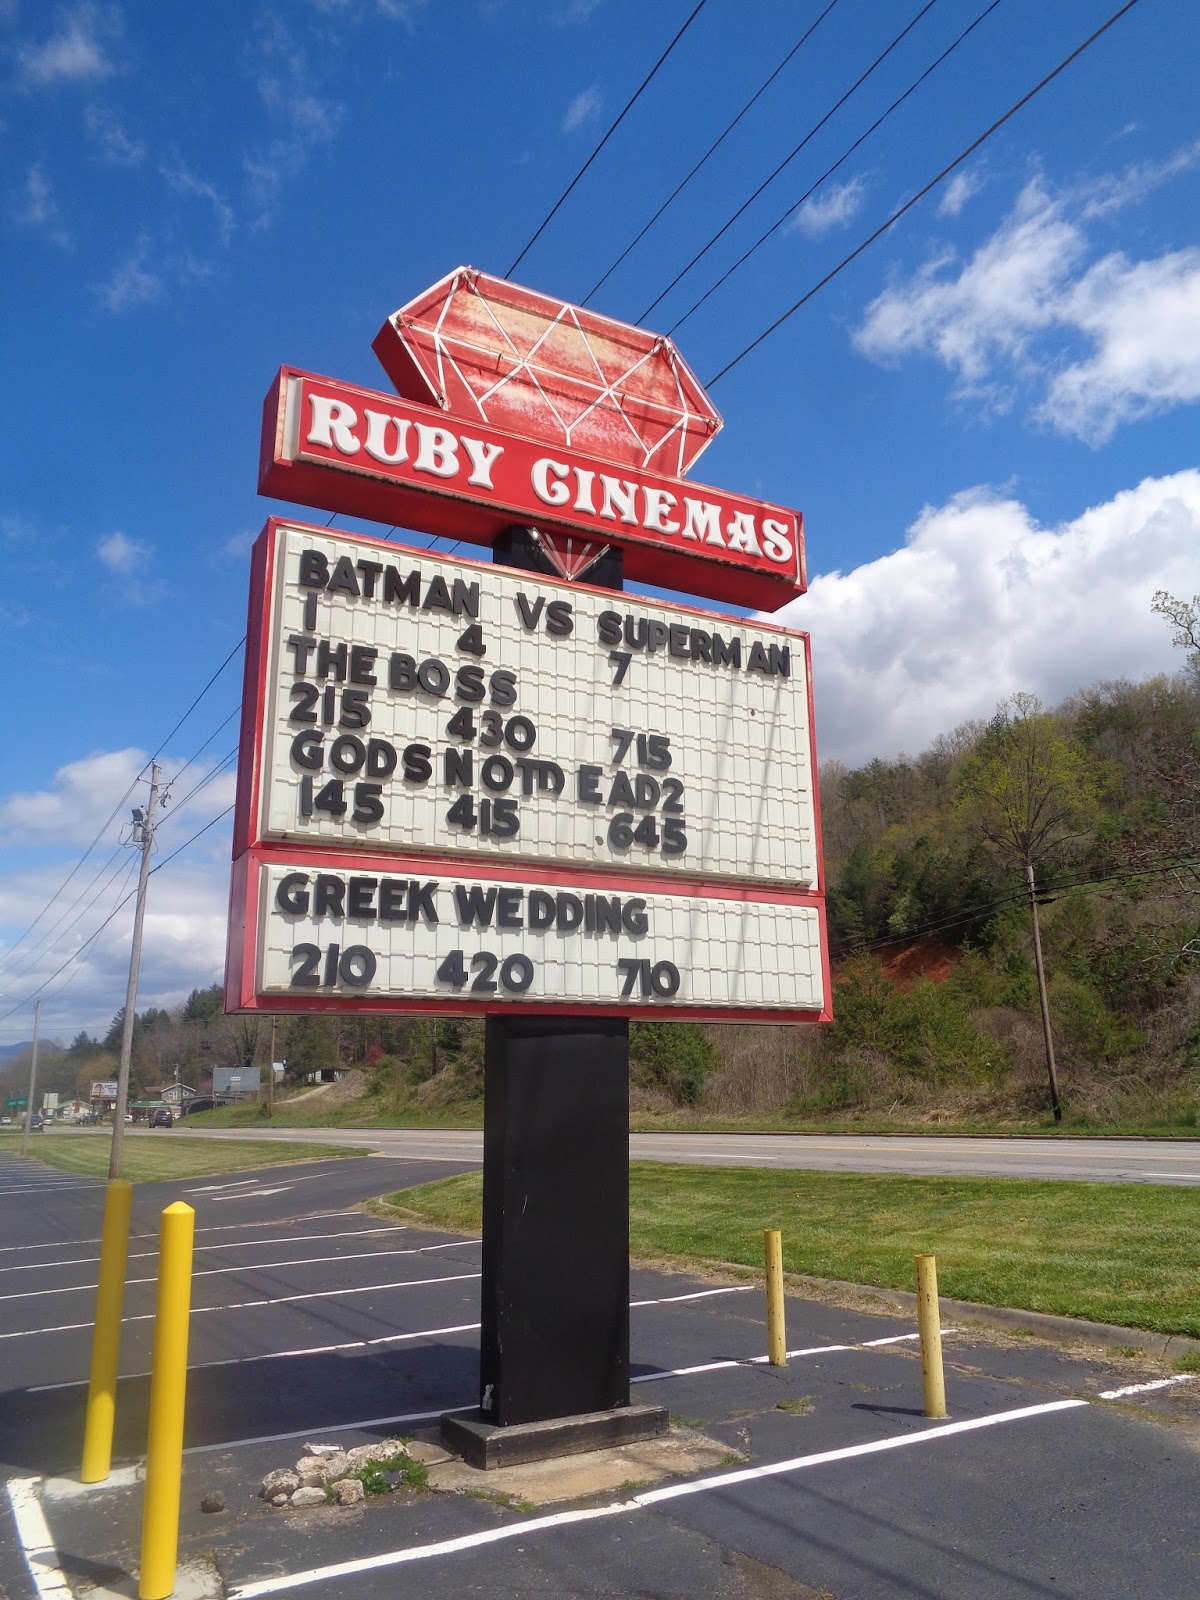 RUBY CINEMAS
BATMAN VS SUPERMAN
1 4 7
THE BOSS
215 430 715
GODS NOTD EAD2
145 415 .645
GREEK WEDDING
210 420 710